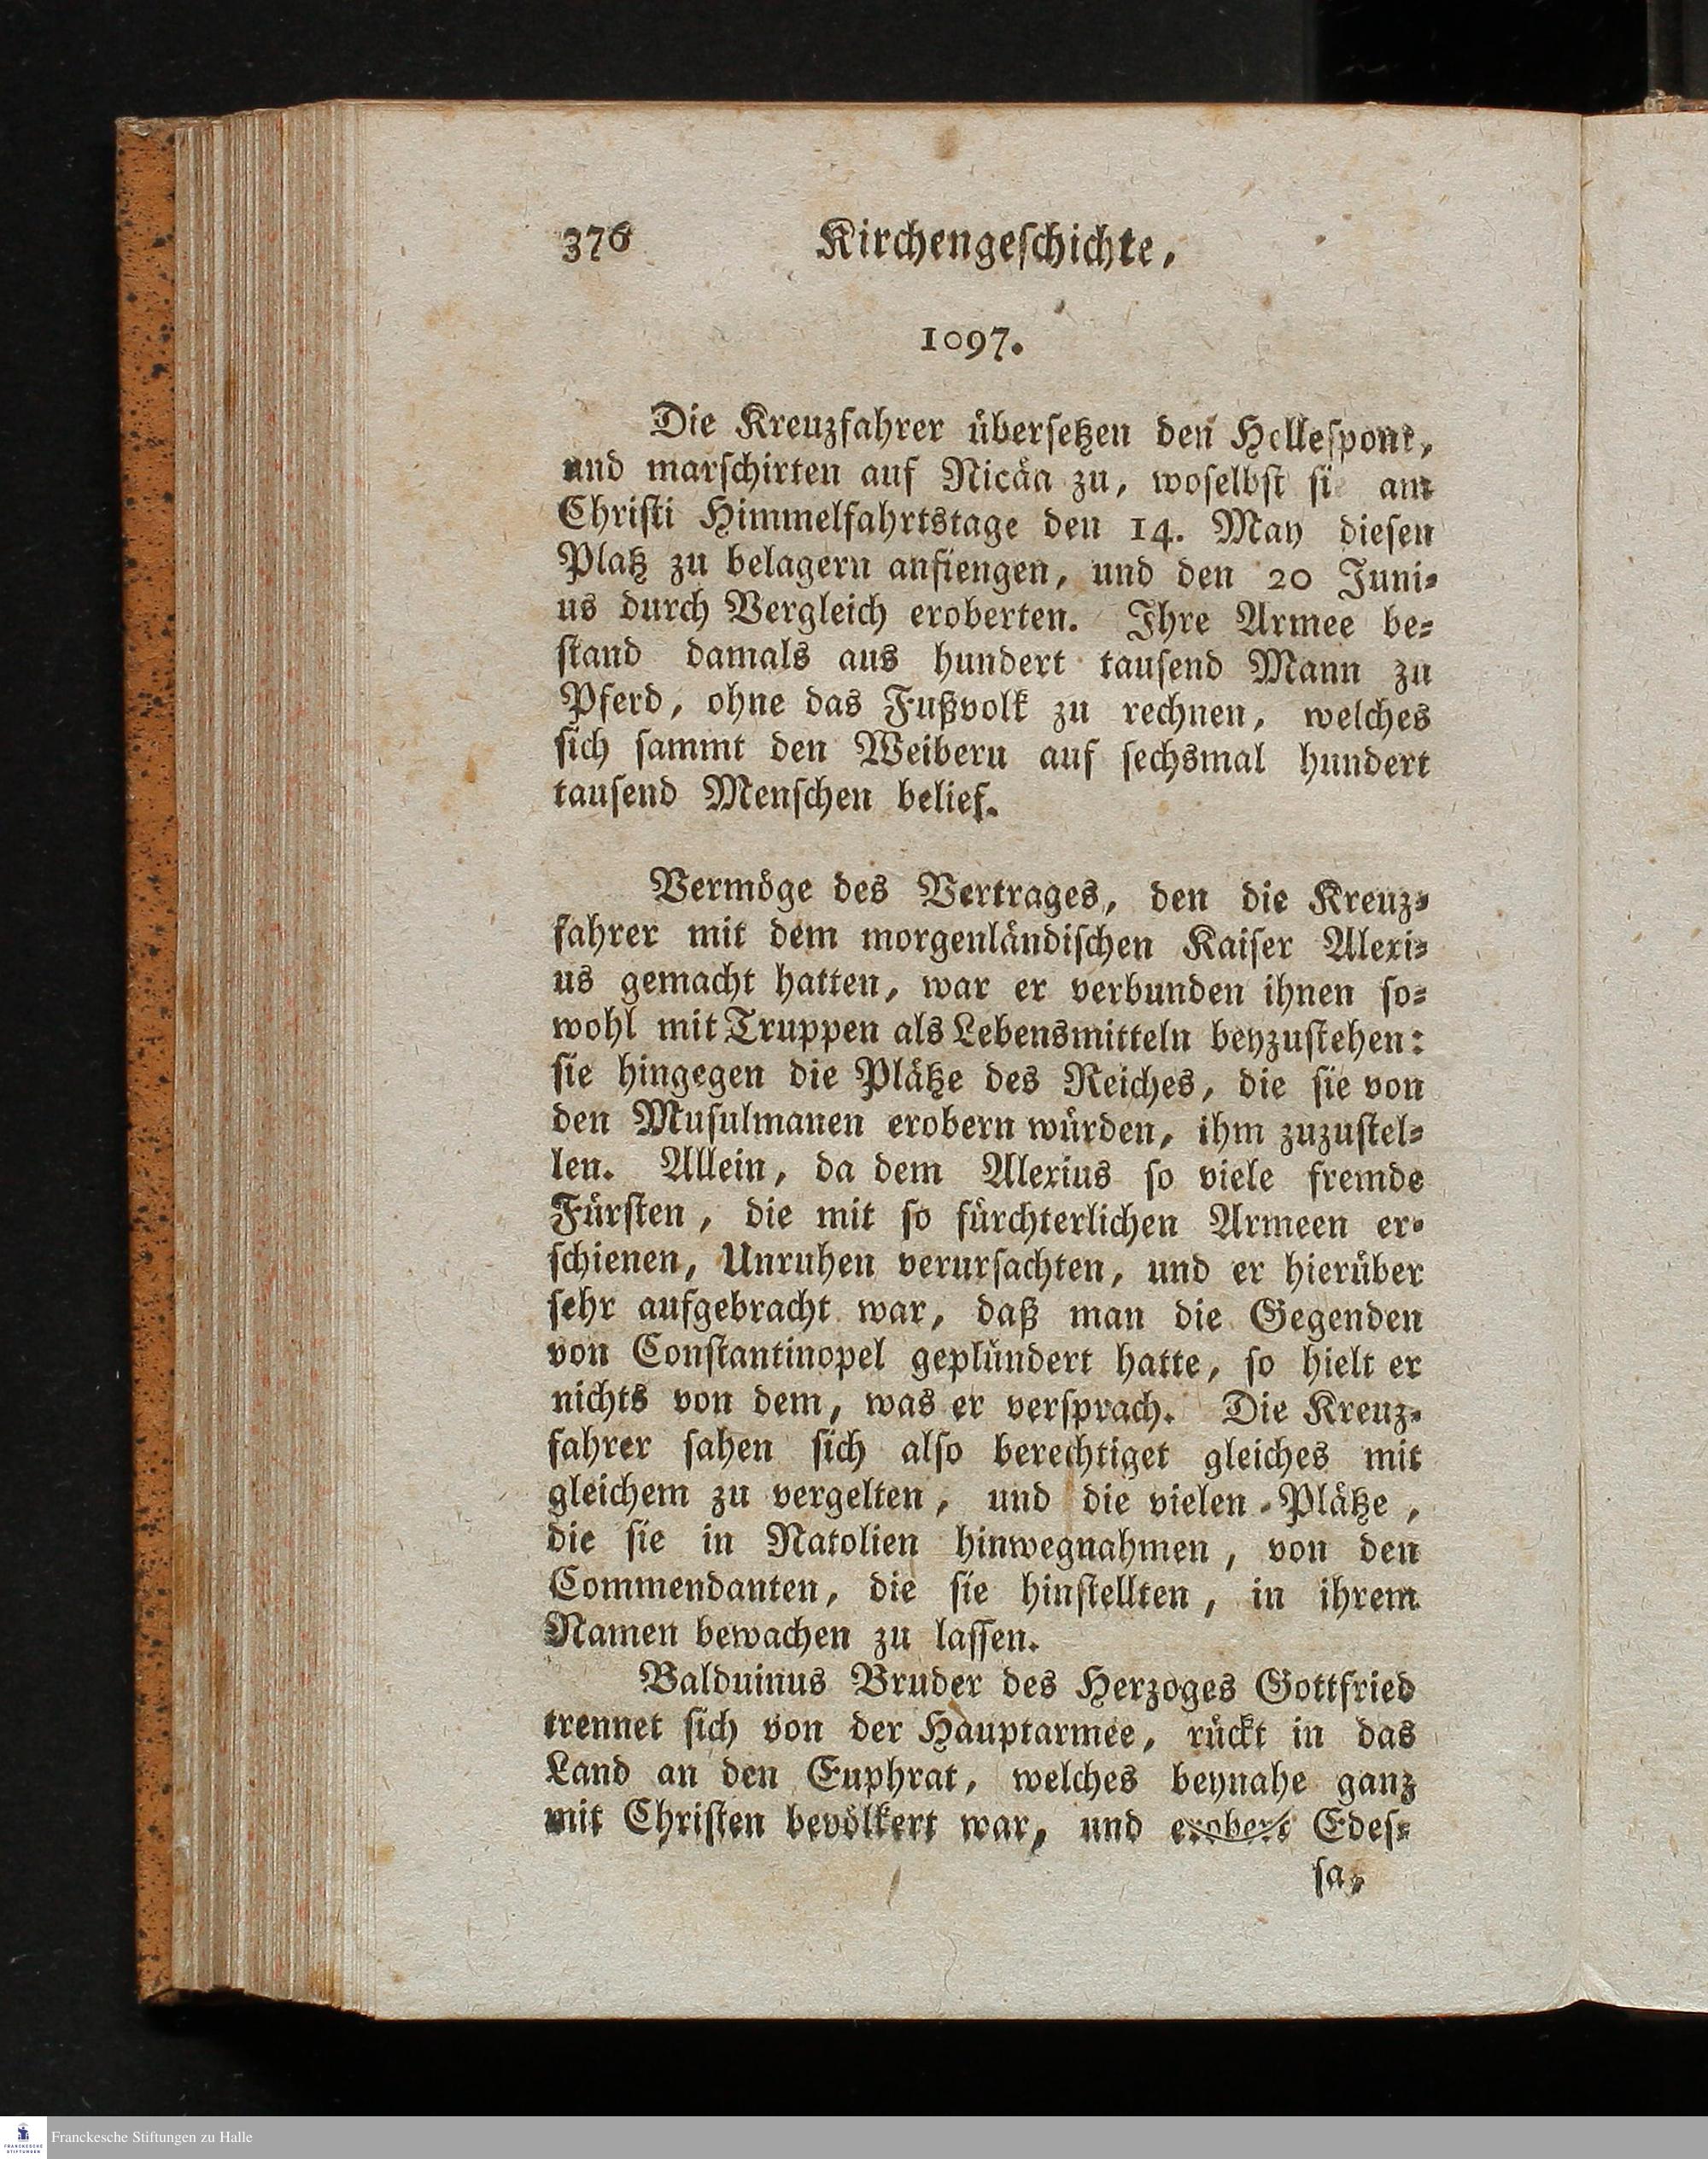 376 Kirchengeschichte,
1097.
Die Kreuzfahrer übersetzen den Hellespont,
und marschirten auf Nicäa zu, woselbst sie am
Christi Himmelfahrtstage den 14. May diesen
Platz zu belagern anfiengen, und den 20 Juni-
us durch Vergleich eroberten. Ihre Armee be-
stand damals aus hundert tausend Mann zu
Pferd, ohne das Fußvolk zu rechnen, welches
sich sammt den Weibern auf sechsmal hundert
tausend Menschen belief.
Vermöge des Vertrages, den die Kreuz-
fahrer mit dem morgenländischen Kaiser Alexi-
us gemacht hatten, war er verbunden ihnen so-
wohl mit Truppen als Lebensmitteln beyzustehen:
sie hingegen die Plätze des Reiches, die sie von
den Musulmanen erobern würden, ihm zuzustel-
len. Allein, da dem Alexius so viele fremde
Fürsten, die mit so fürchterlichen Armeen er-
schienen, Unruhen verursachten, und er hierüber
sehr aufgebracht war, daß man die Gegenden
von Constantinopel geplündert hatte, so hielt er
nichts von dem, was er versprach. Die Kreuz-
fahrer sahen sich also berechtiget gleiches mit
gleichem zu vergelten, und die vielen Plätze,
die sie in Natolien hinwegnahmen, von den
Commendanten, die sie hinstellten, in ihrem
Namen bewachen zu lassen.
Balduinus Bruder des Herzoges Gottfried
trennet sich von der Hauptarmee, rückt in das
Land an den Euphrat, welches beynahe ganz
mit Christen bevölkert war, und erobert Edes-
sa,
Franckesche Stiftungen zu Halle